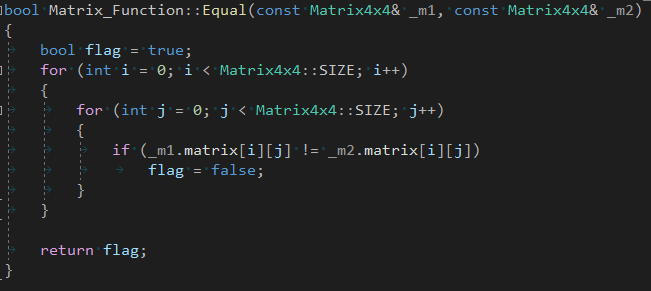 bool Matrix_Function::Equal(const Matrix4x4& _m1, const Matrix4x4& _m2)
{
    bool flag = true;
    for (int i = 0; i < Matrix4x4::SIZE; i++)
    {
        for (int j = 0; j < Matrix4x4::SIZE; j++)
        {
            if (_m1.matrix[i][j] != _m2.matrix[i][j])
                flag = false;
        }
    }

    return flag;
}